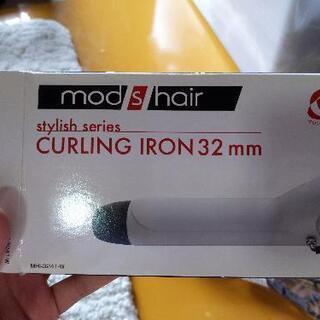 mod s hair
stylish series
CURLING IRON 32 mm